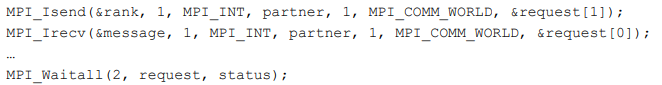 MPI_Isend(&rank, 1, MPI_INT, partner, 1, MPI_COMM_WORLD, &request[1]);
MPI_Irecv(&message, 1, MPI_INT, partner, 1, MPI_COMM_WORLD, &request[0]);
…
MPI_Waitall(2, request, status);